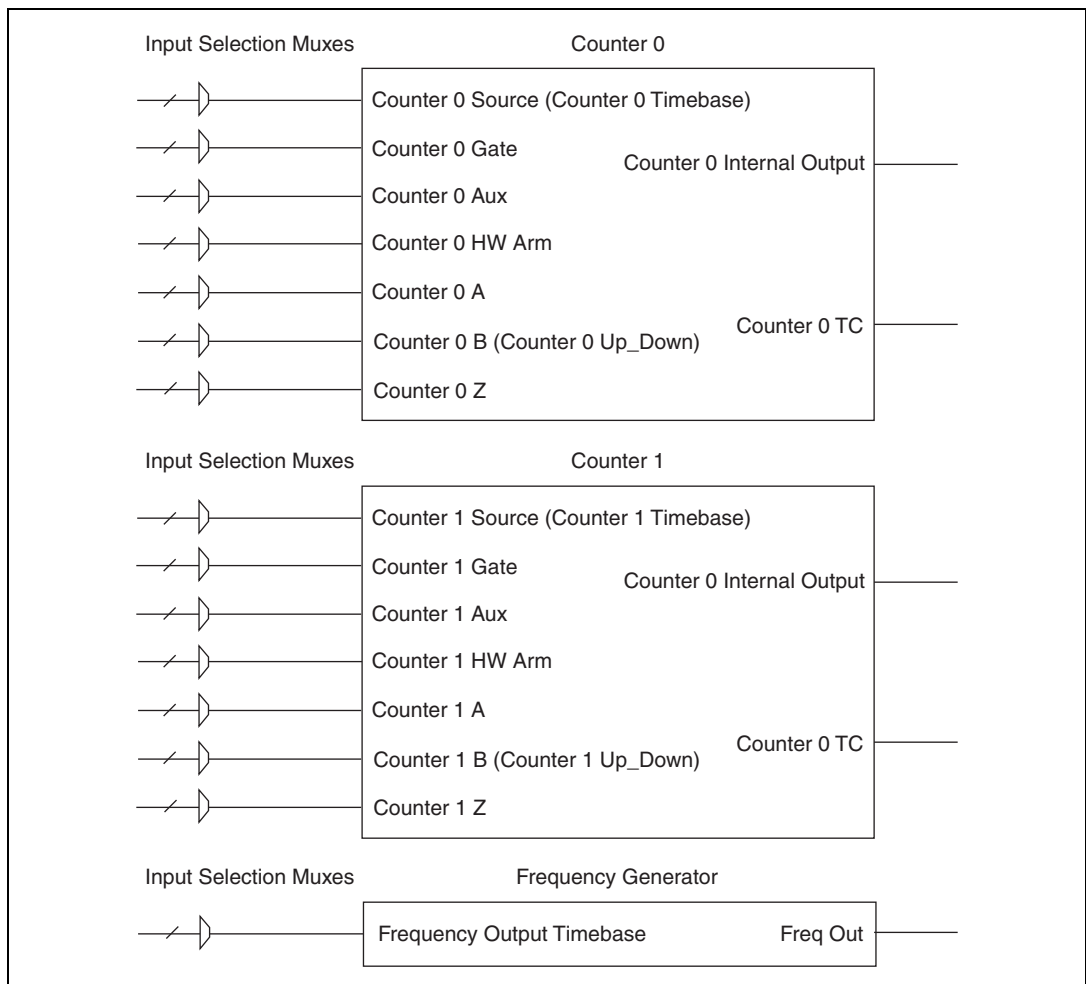 Input Selection Muxes
Counter 0
Counter 0 Source (Counter 0 Timebase)
Counter 0 Gate
Counter 0 Internal Output
Counter 0 Aux
Counter 0 HW Arm
Counter 0 A
Counter 0 TC
Counter 0 B (Counter 0 Up_Down)
Counter 0 Z
Input Selection Muxes
Counter 1
Counter 1 Source (Counter 1 Timebase)
Counter 1 Gate
Counter 0 Internal Output
Counter 1 Aux
Counter 1 HW Arm
Counter 1 A
Counter 0 TC
Counter 1 B (Counter 1 Up_Down)
Counter 1 Z
Input Selection Muxes
Frequency Generator
Frequency Output Timebase
Freq Out